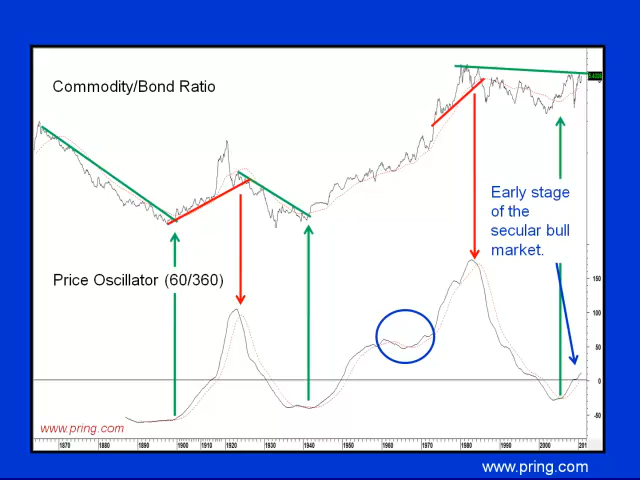 Commodity/Bond Ratio
Early stage
of the
secular bull
market.
Price Oscillator (60/360)
150
100
50
0
-50
www.pring.com
1870 1880 1890 1900 1910 1920 1930 1940 1950 1960 1970 1980 1990 2000 201
www.pring.com